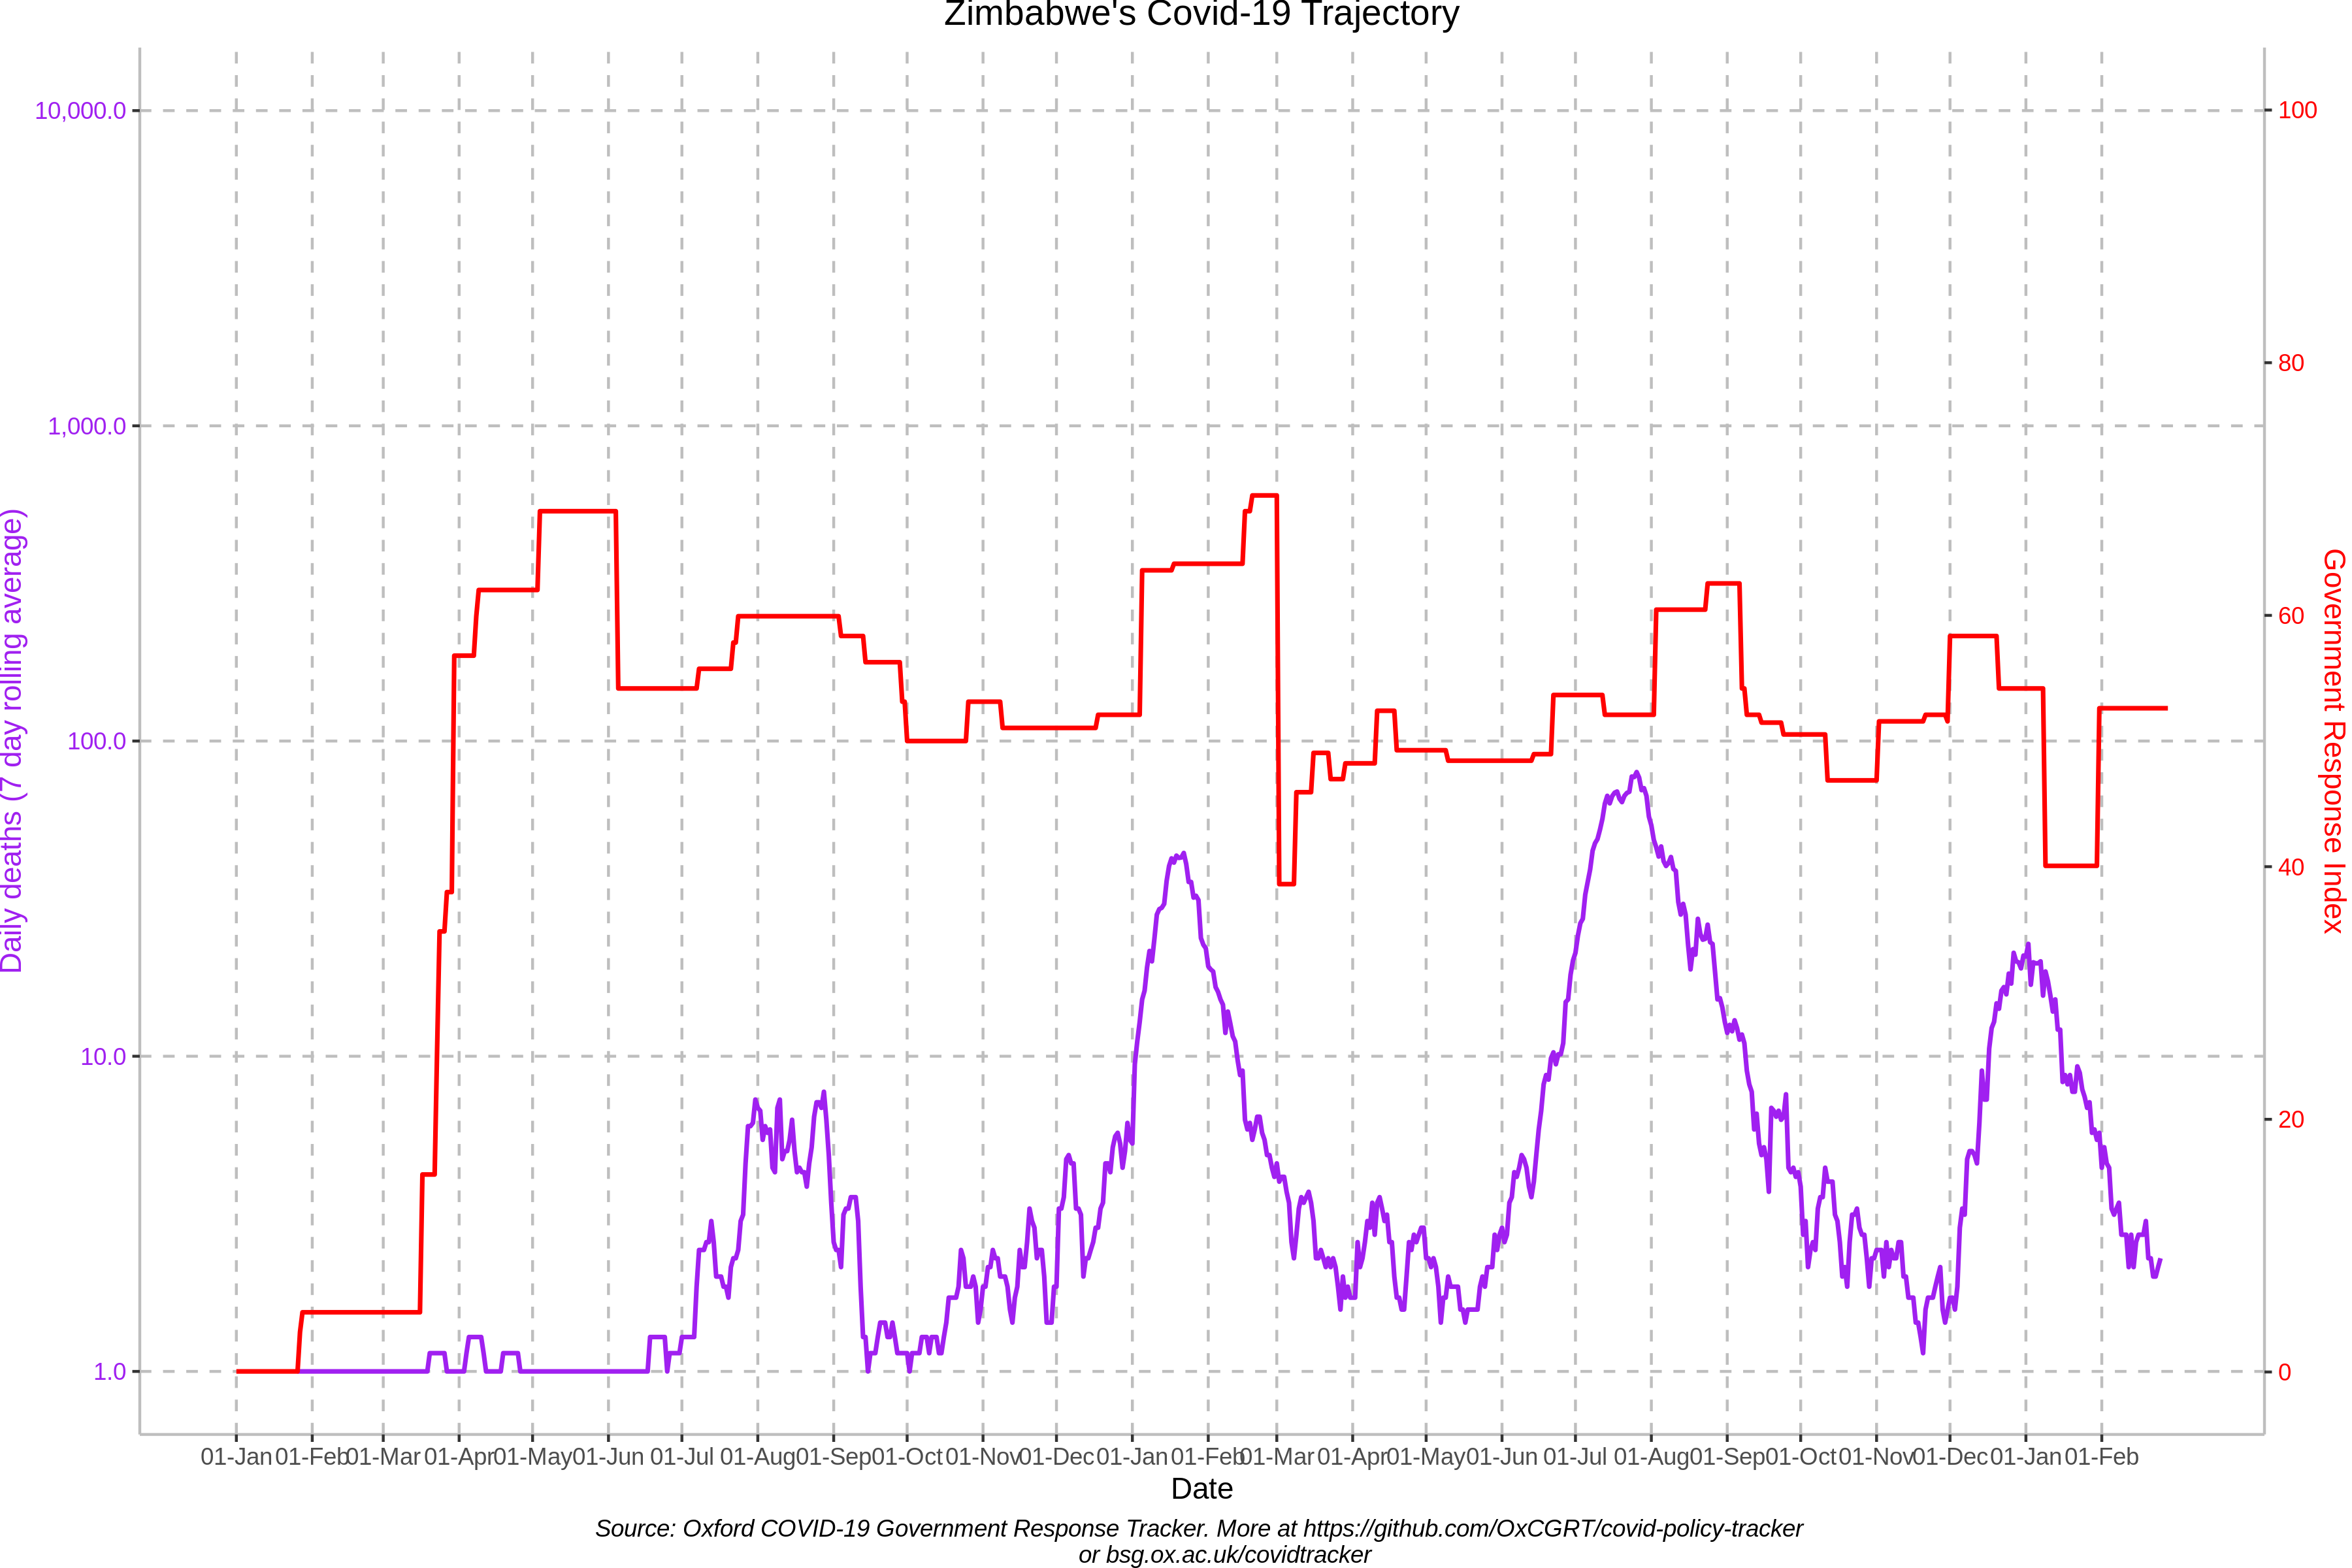 Zimbabwe's Covid-19 Trajectory
10,000.0
1,000.0
100.0
10.0
1.0
Daily deaths (7 day rolling average)
100
80
60
40
20
0
Government Response Index
01-Jan 01-Feb 01-Mar 01-Apr 01-May 01-Jun 01-Jul 01-Aug 01-Sep 01-Oct 01-Nov 01-Dec 01-Jan 01-Feb 01-Mar 01-Apr 01-May 01-Jun 01-Jul 01-Aug 01-Sep 01-Oct 01-Nov 01-Dec 01-Jan 01-Feb
Date
Source: Oxford COVID-19 Government Response Tracker. More at https://github.com/OxCGRT/covid-policy-tracker
or bsg.ox.ac.uk/covidtracker